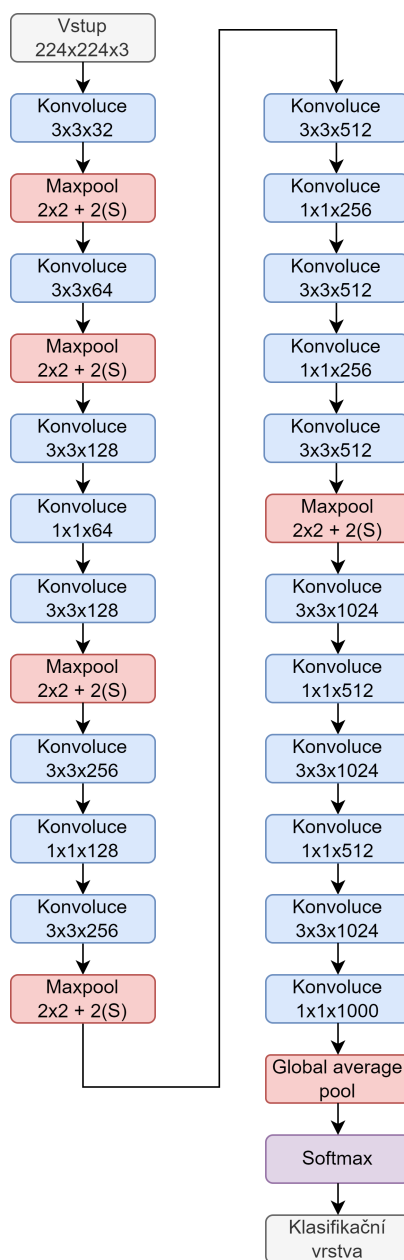 Vstup
224x224x3
Konvoluce
3x3x32
Maxpool
2x2 + 2(S)
Konvoluce
3x3x64
Maxpool
2x2 + 2(S)
Konvoluce
3x3x128
Konvoluce
1x1x64
Konvoluce
3x3x128
Maxpool
2x2 + 2(S)
Konvoluce
3x3x256
Konvoluce
1x1x128
Konvoluce
3x3x256
Maxpool
2x2 + 2(S)
Konvoluce
3x3x512
Konvoluce
1x1x256
Konvoluce
3x3x512
Konvoluce
1x1x256
Konvoluce
3x3x512
Maxpool
2x2 + 2(S)
Konvoluce
3x3x1024
Konvoluce
1x1x512
Konvoluce
3x3x1024
Konvoluce
1x1x512
Konvoluce
3x3x1024
Konvoluce
1x1x1000
Global average
pool
Softmax
Klasifikační
vrstva